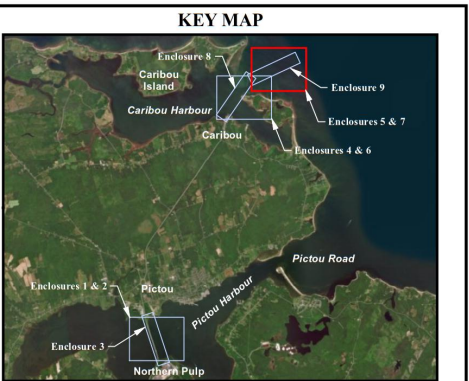 KEY MAP
Enclosure 8
Caribou
Island
Enclosure 9
Caribou Harbour
Enclosures 5 & 7
Caribou
Enclosures 4 & 6
Pictou Road
Enclosures 1 & 2
Pictou
Pictou Harbour
Enclosure 3
Northern Pulp